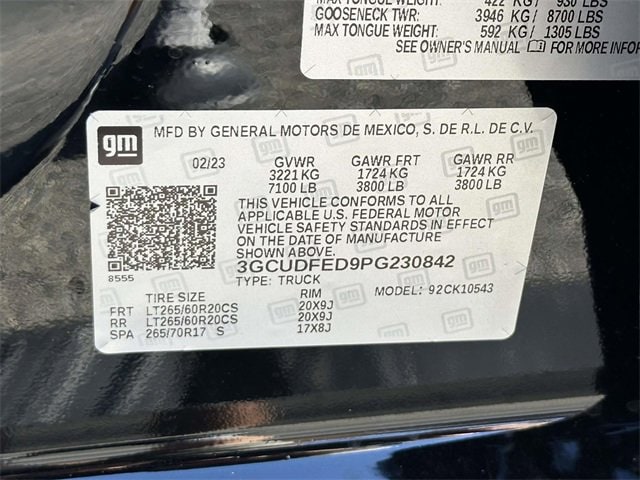 MAX TONGUE WEIGHT: 422 KG / 930 LBS
GOOSENECK TWR: 3946 KG / 8700 LBS
MAX TONGUE WEIGHT: 592 KG / 1305 LBS
SEE OWNER'S MANUAL FOR MORE INFOR
gm
MFD BY GENERAL MOTORS DE MEXICO, S. DE R.L. DE C.V.
02/23 GVWR GAWR FRT GAWR RR
3221 KG 1724 KG 1724 KG
7100 LB 3800 LB 3800 LB
THIS VEHICLE CONFORMS TO ALL
APPLICABLE U.S. FEDERAL MOTOR
VEHICLE SAFETY STANDARDS IN EFFECT
ON THE DATE OF MANUFACTURE SHOWN ABOVE.
3GCUDFED9PG230842
8555 TYPE: TRUCK MODEL: 92CK10543
TIRE SIZE RIM
FRT LT265/60R20CS 20X9J
RR LT265/60R20CS 20X9J
SPA 265/70R17 S 17X8J